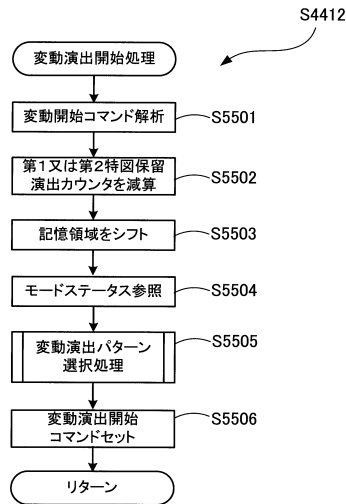 S4412
変動演出開始処理
変動開始コマンド解析
S5501
第1又は第2特図保留
演出カウンタを減算
S5502
記憶領域をシフト
S5503
モードステータス参照
S5504
変動演出パターン
選択処理
S5505
変動演出開始
コマンドセット
S5506
リターン